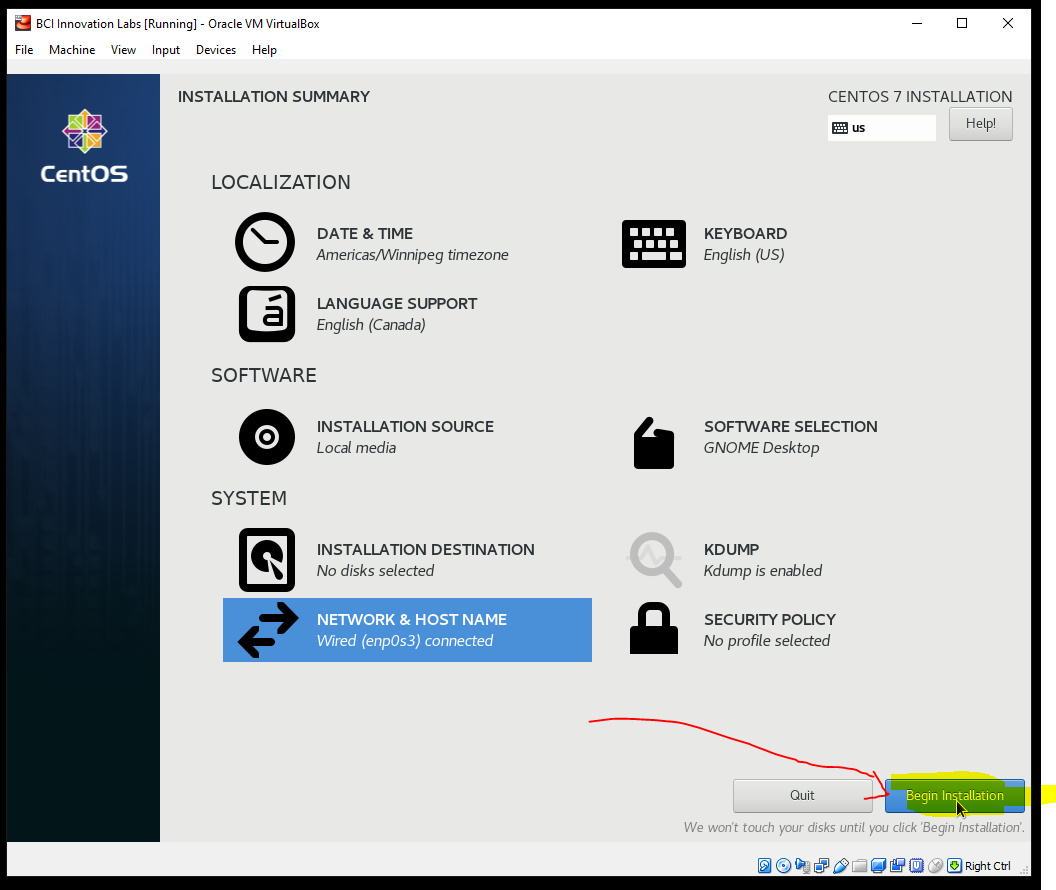 BCI Innovation Labs [Running] - Oracle VM VirtualBox
File Machine View Input Devices Help
INSTALLATION SUMMARY
CENTOS 7 INSTALLATION
us
Help!
CentOS
LOCALIZATION
DATE & TIME
Americas/Winnipeg timezone
KEYBOARD
English (US)
LANGUAGE SUPPORT
English (Canada)
SOFTWARE
INSTALLATION SOURCE
Local media
SOFTWARE SELECTION
GNOME Desktop
SYSTEM
INSTALLATION DESTINATION
No disks selected
KDUMP
Kdump is enabled
NETWORK & HOST NAME
Wired (enp0s3) connected
SECURITY POLICY
No profile selected
Quit
Begin Installation
We won't touch your disks until you click 'Begin Installation'.
Right Ctrl